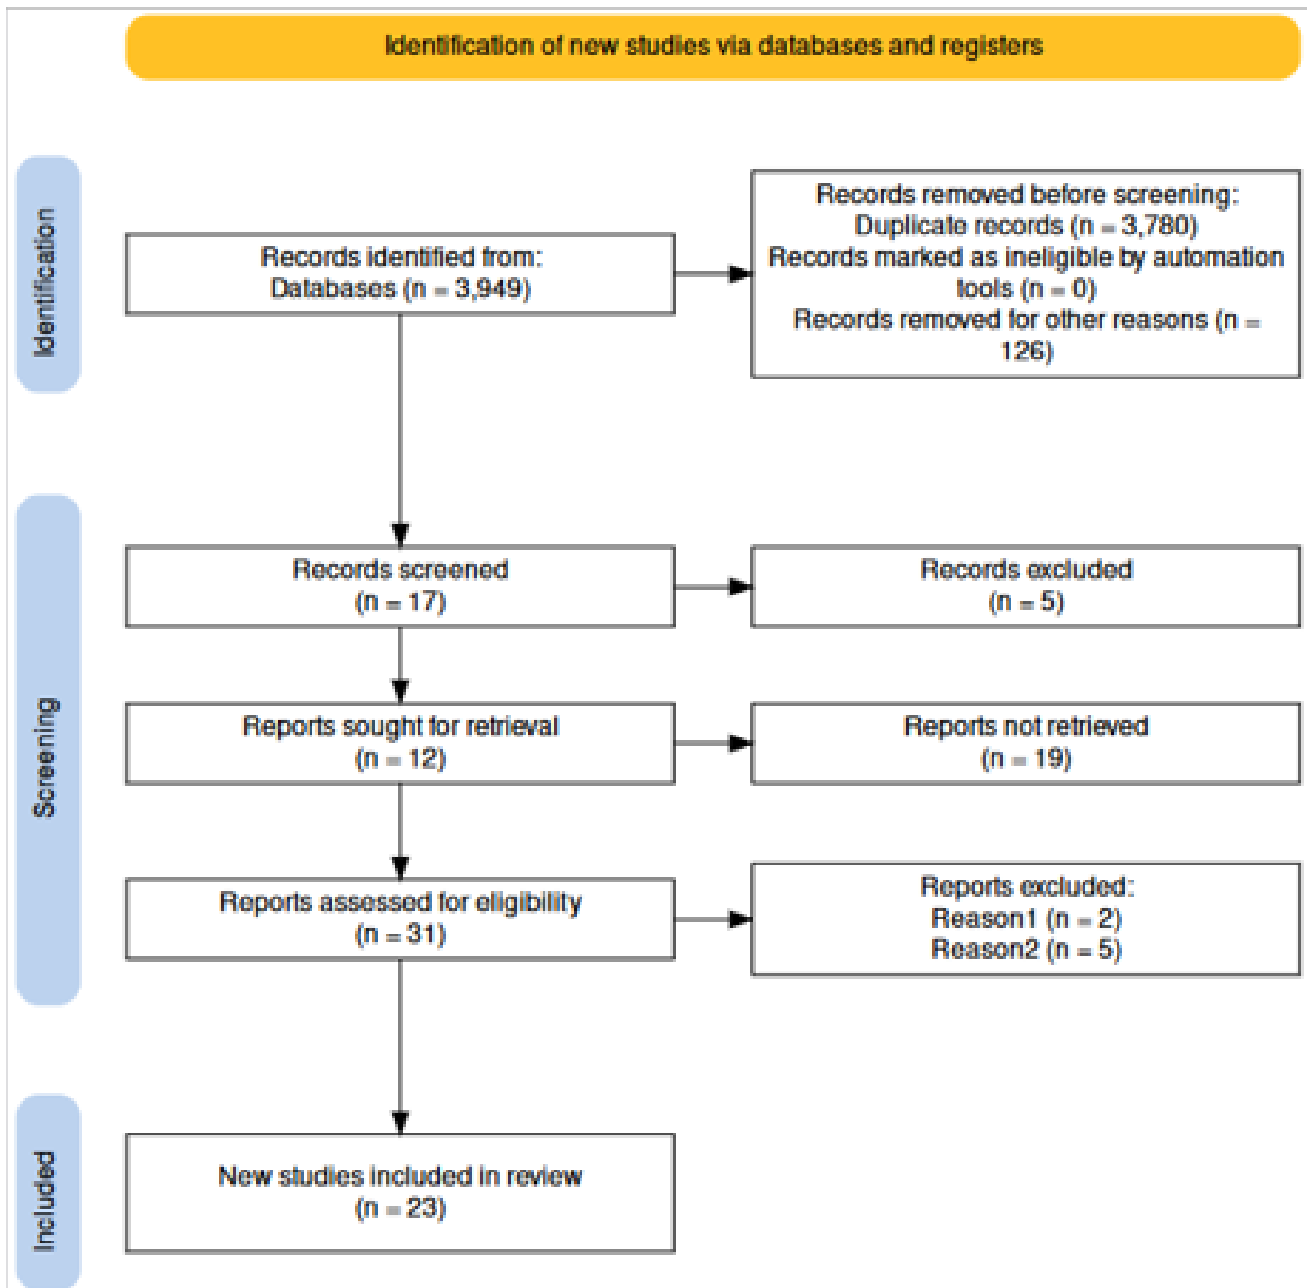 Identification of new studies via databases and registers
Identification
Records identified from:
Databases (n = 3,949)
Records removed before screening:
Duplicate records (n = 3,780)
Records marked as ineligible by automation
tools (n = 0)
Records removed for other reasons (n =
126)
Screening
Records screened
(n = 17)
Records excluded
(n = 5)
Reports sought for retrieval
(n = 12)
Reports not retrieved
(n = 19)
Reports assessed for eligibility
(n = 31)
Reports excluded:
Reason1 (n = 2)
Reason2 (n = 5)
Included
New studies included in review
(n = 23)